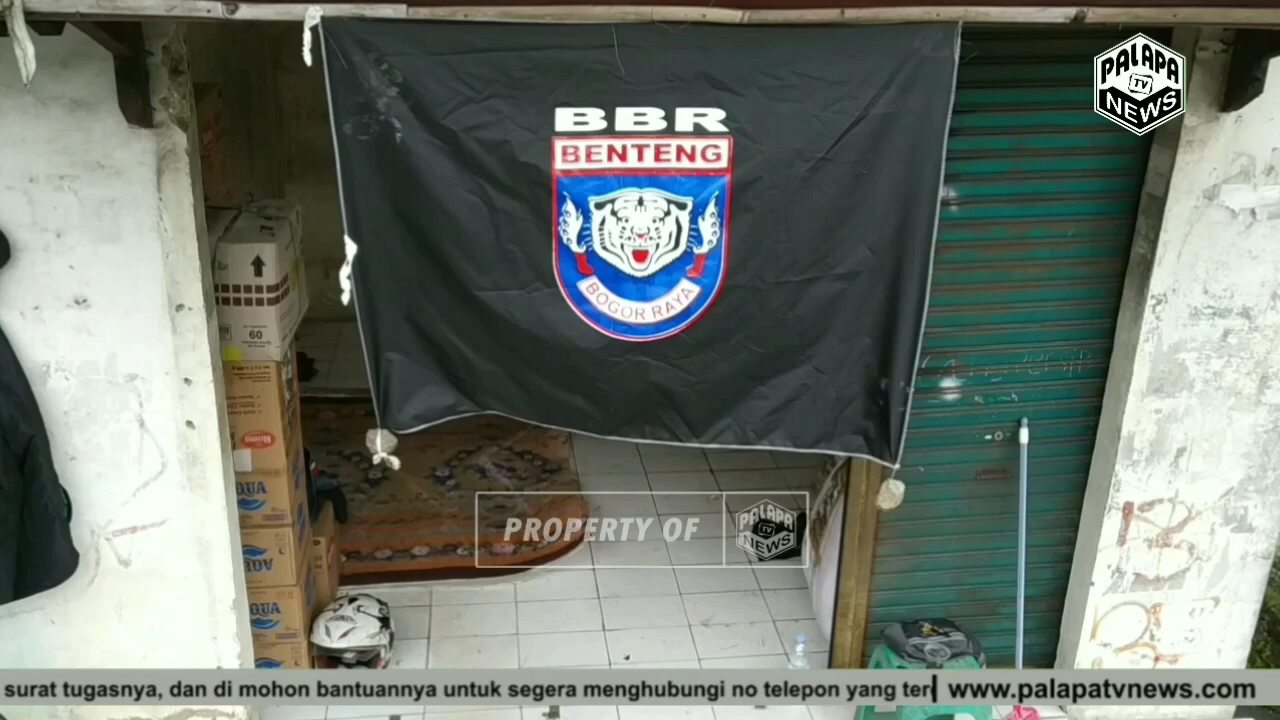 PALAPA
TV
NEWS
BBR
BENTENG
BOGOR RAYA
60
AQUA
AQUA
PROPERTY OF
PALAPA
TV
NEWS
surat tugasnya, dan di mohon bantuannya untuk segera menghubungi no telepon yang ter
www.palapatvnews.com